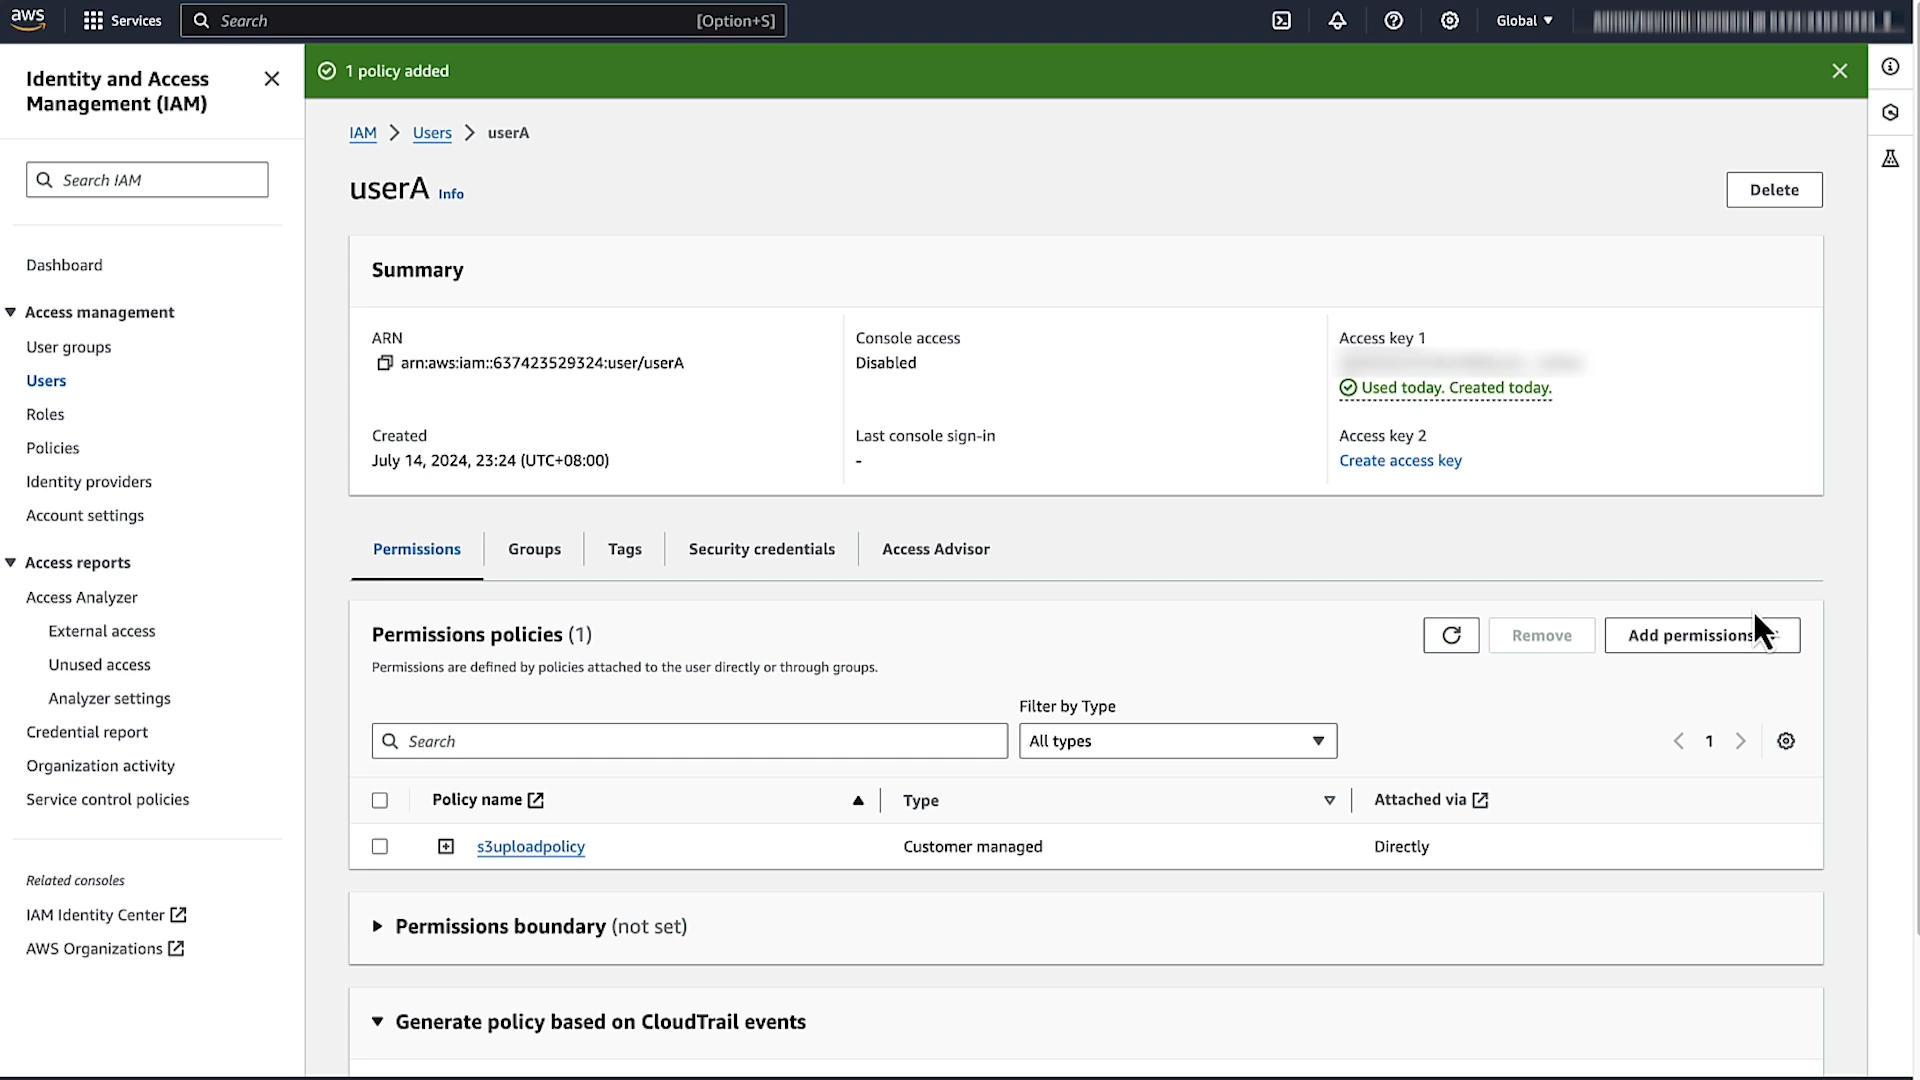 aws
Services
Search
[Option+S]
Global
Identity and Access
Management (IAM)
Search IAM
Dashboard
Access management
User groups
Users
Roles
Policies
Identity providers
Account settings
Access reports
Access Analyzer
External access
Unused access
Analyzer settings
Credential report
Organization activity
Service control policies
Related consoles
IAM Identity Center
AWS Organizations
1 policy added
IAM > Users > userA
userA Info
Delete
Summary
ARN
arn:aws:iam::637423529324:user/userA
Console access
Disabled
Access key 1
Used today. Created today.
Created
July 14, 2024, 23:24 (UTC+08:00)
Last console sign-in
-
Access key 2
Create access key
Permissions
Groups
Tags
Security credentials
Access Advisor
Permissions policies (1)
Permissions are defined by policies attached to the user directly or through groups.
Remove
Add permissions
Filter by Type
Search
All types
1
Policy name
Type
Attached via
s3uploadpolicy
Customer managed
Directly
Permissions boundary (not set)
Generate policy based on CloudTrail events